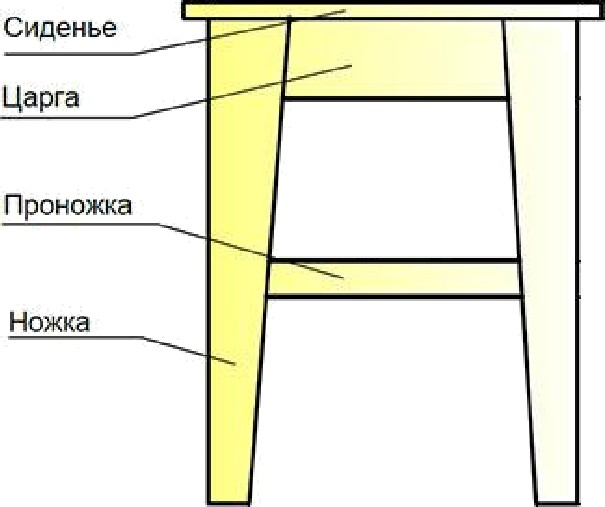 Сиденье
Царга
Проножка
Ножка